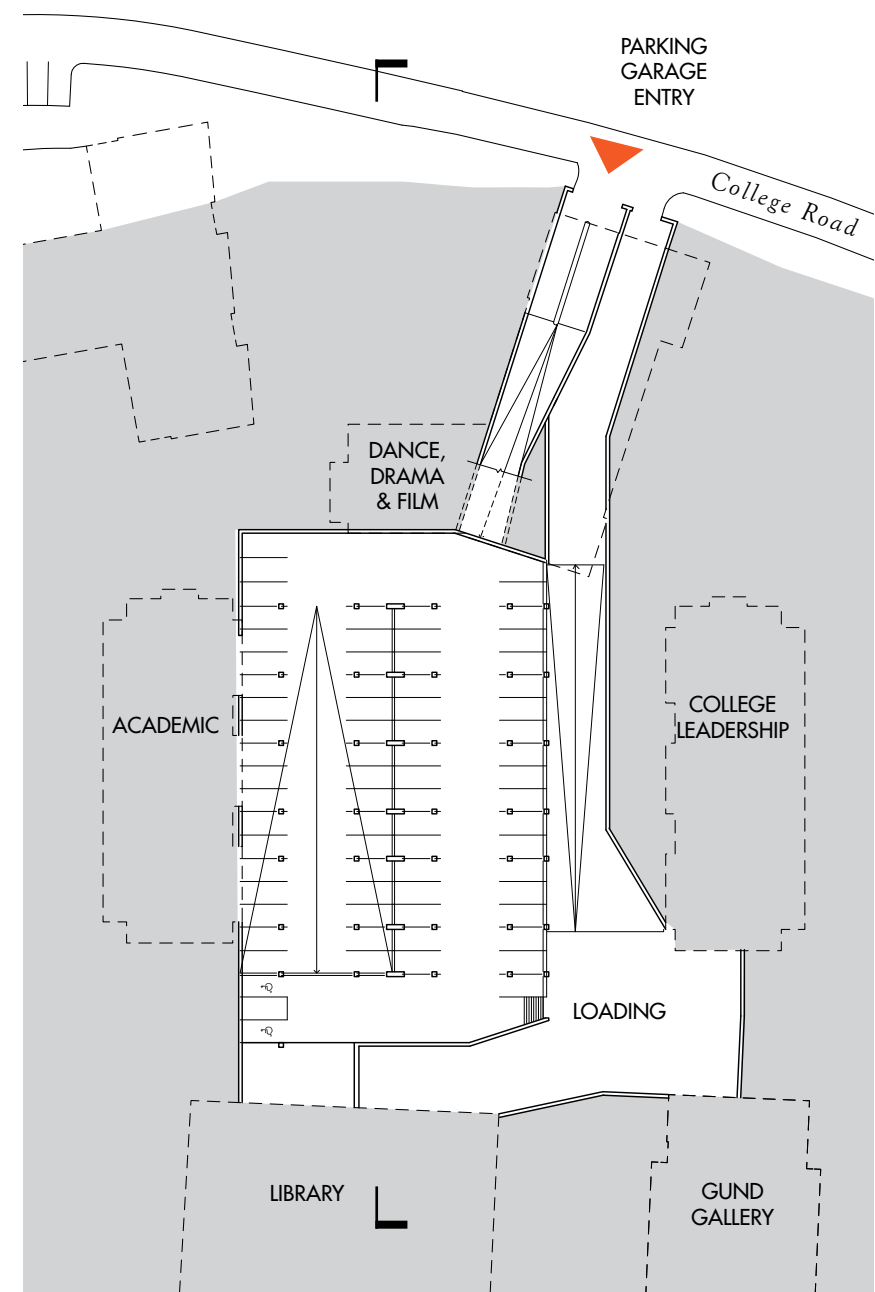 PARKING
GARAGE
ENTRY
College Road
DANCE,
DRAMA
& FILM
ACADEMIC
COLLEGE
LEADERSHIP
LOADING
LIBRARY
GUND
GALLERY